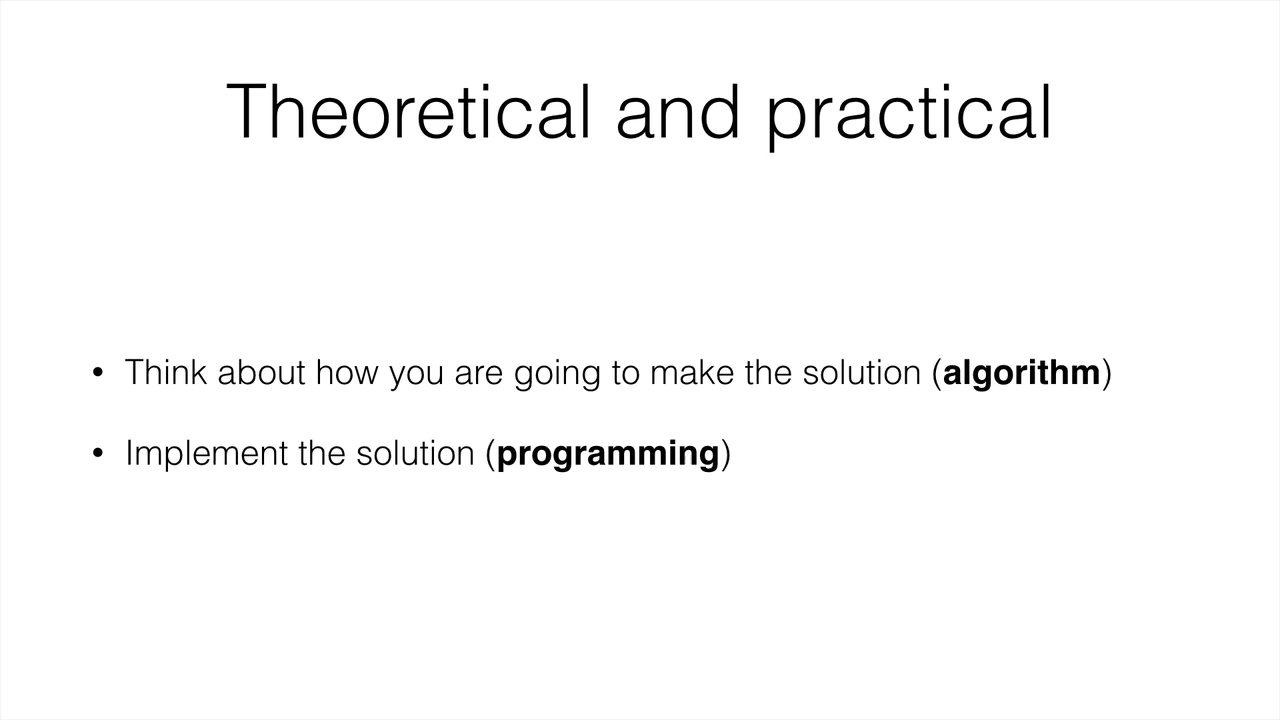 Theoretical and practical
• Think about how you are going to make the solution (algorithm)
• Implement the solution (programming)